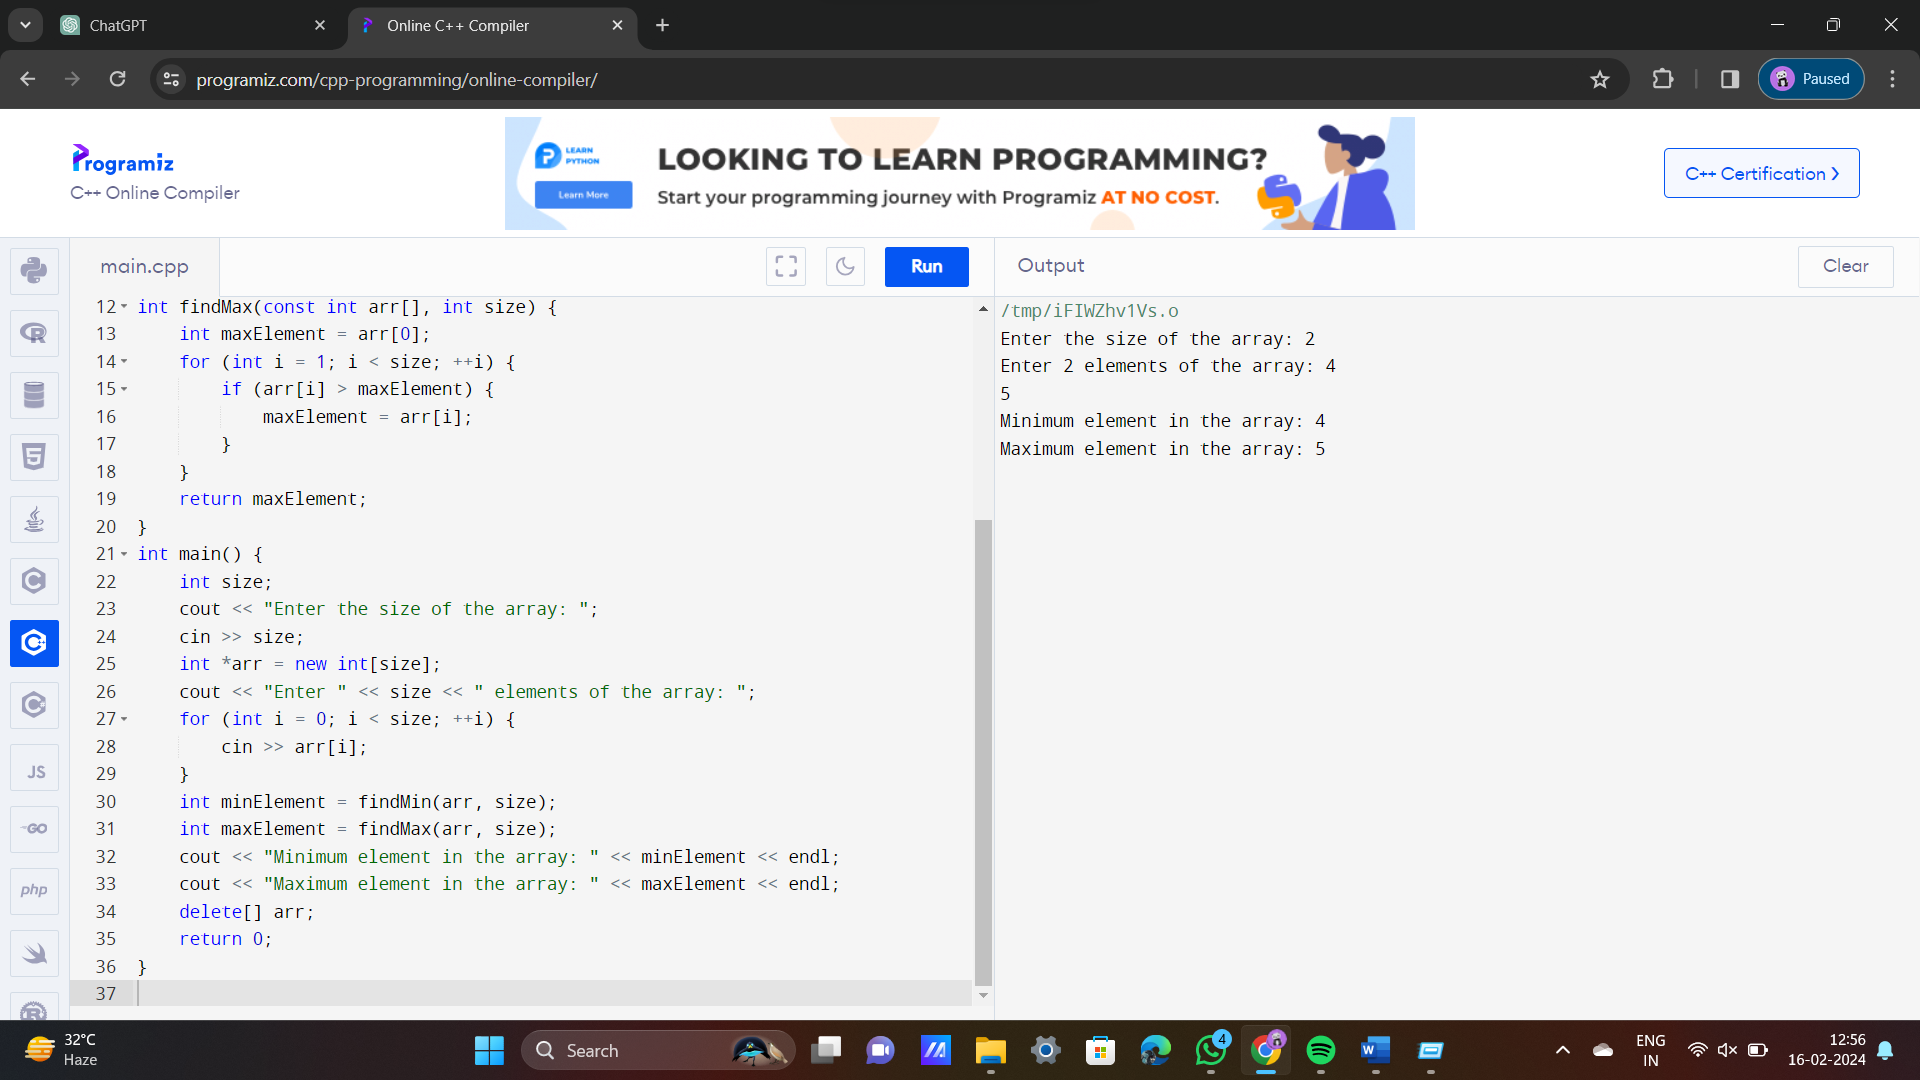 ChatGPT
Online C++ Compiler
programiz.com/cpp-programming/online-compiler/
Paused
Programiz
C++ Online Compiler
LEARN
PYTHON
Learn More
LOOKING TO LEARN PROGRAMMING?
Start your programming journey with Programiz AT NO COST.
C++ Certification
main.cpp
Run
Output
Clear
12 int findMax(const int arr[], int size) {
13 int maxElement = arr[0];
14 for (int i = 1; i < size; ++i) {
15 if (arr[i] > maxElement) {
16 maxElement = arr[i];
17 }
18 }
19 return maxElement;
20 }
21 int main() {
22 int size;
23 cout << "Enter the size of the array: ";
24 cin >> size;
25 int *arr = new int[size];
26 cout << "Enter " << size << " elements of the array: ";
27 for (int i = 0; i < size; ++i) {
28 cin >> arr[i];
29 }
30 int minElement = findMin(arr, size);
31 int maxElement = findMax(arr, size);
32 cout << "Minimum element in the array: " << minElement << endl;
33 cout << "Maximum element in the array: " << maxElement << endl;
34 delete[] arr;
35 return 0;
36 }
37
/tmp/iFIWZhv1Vs.o
Enter the size of the array: 2
Enter 2 elements of the array: 4
5
Minimum element in the array: 4
Maximum element in the array: 5
JS
GO
php
32°C
Haze
Search
4
ENG
IN
12:56
16-02-2024